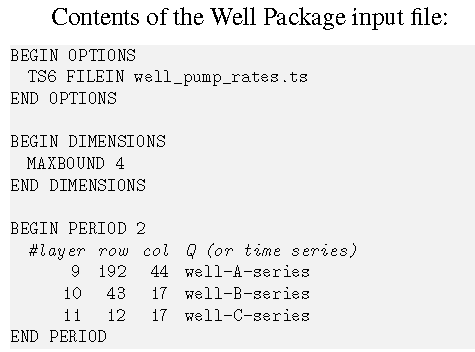 Contents of the Well Package input file:
BEGIN OPTIONS
TS6 FILEIN well_pump_rates.ts
END OPTIONS
BEGIN DIMENSIONS
MAXBOUND 4
END DIMENSIONS
BEGIN PERIOD 2
#layer row col Q (or time series)
9 192 44 well-A-series
10 43 17 well-B-series
11 12 17 well-C-series
END PERIOD